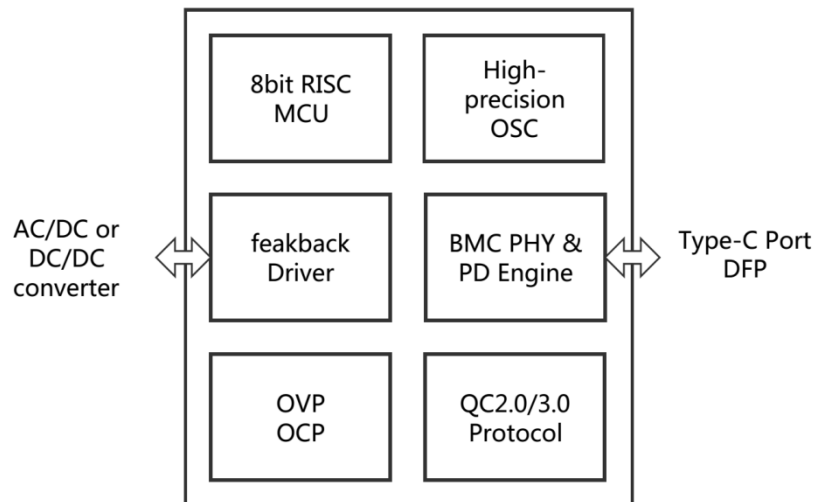 8bit RISC
MCU
High-
precision
OSC
AC/DC or
DC/DC
converter
feakback
Driver
BMC PHY &
PD Engine
Type-C Port
DFP
OVP
OCP
QC2.0/3.0
Protocol